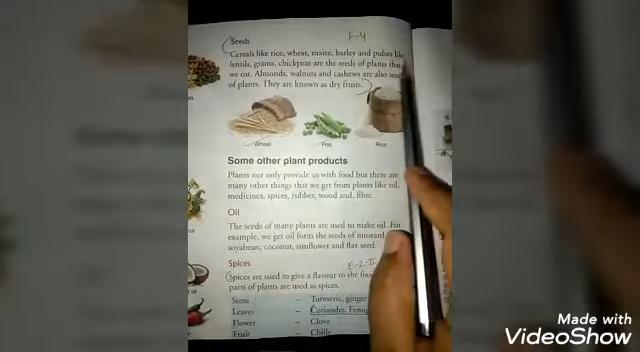 Seeds
F-4
Cereals like rice, wheat, maize, barley and pulses like
lentils, grains, chickpeas are the seeds of plants that
we eat. Almonds, walnuts and cashews are also seeds
of plants. They are known as dry fruits.
Wheat
Pea
Rice
Some other plant products
Plants not only provide us with food but there are
many other things that we get from plants like oil,
medicines, spices, rubber, wood and, fibre.
Oil
The seeds of many plants are used to make oil. For
example, we get oil form the seeds of mustard
soyabean, coconut, sunflower and flax seed.
Spices
F-2-II
Spices are used to give a flavour to the
parts of plants are used as spices.
Stem – Turmeric, ginger
Leaves – Coriander,
Flower – Clove
Fruit – Chilli
Made with
VideoShow